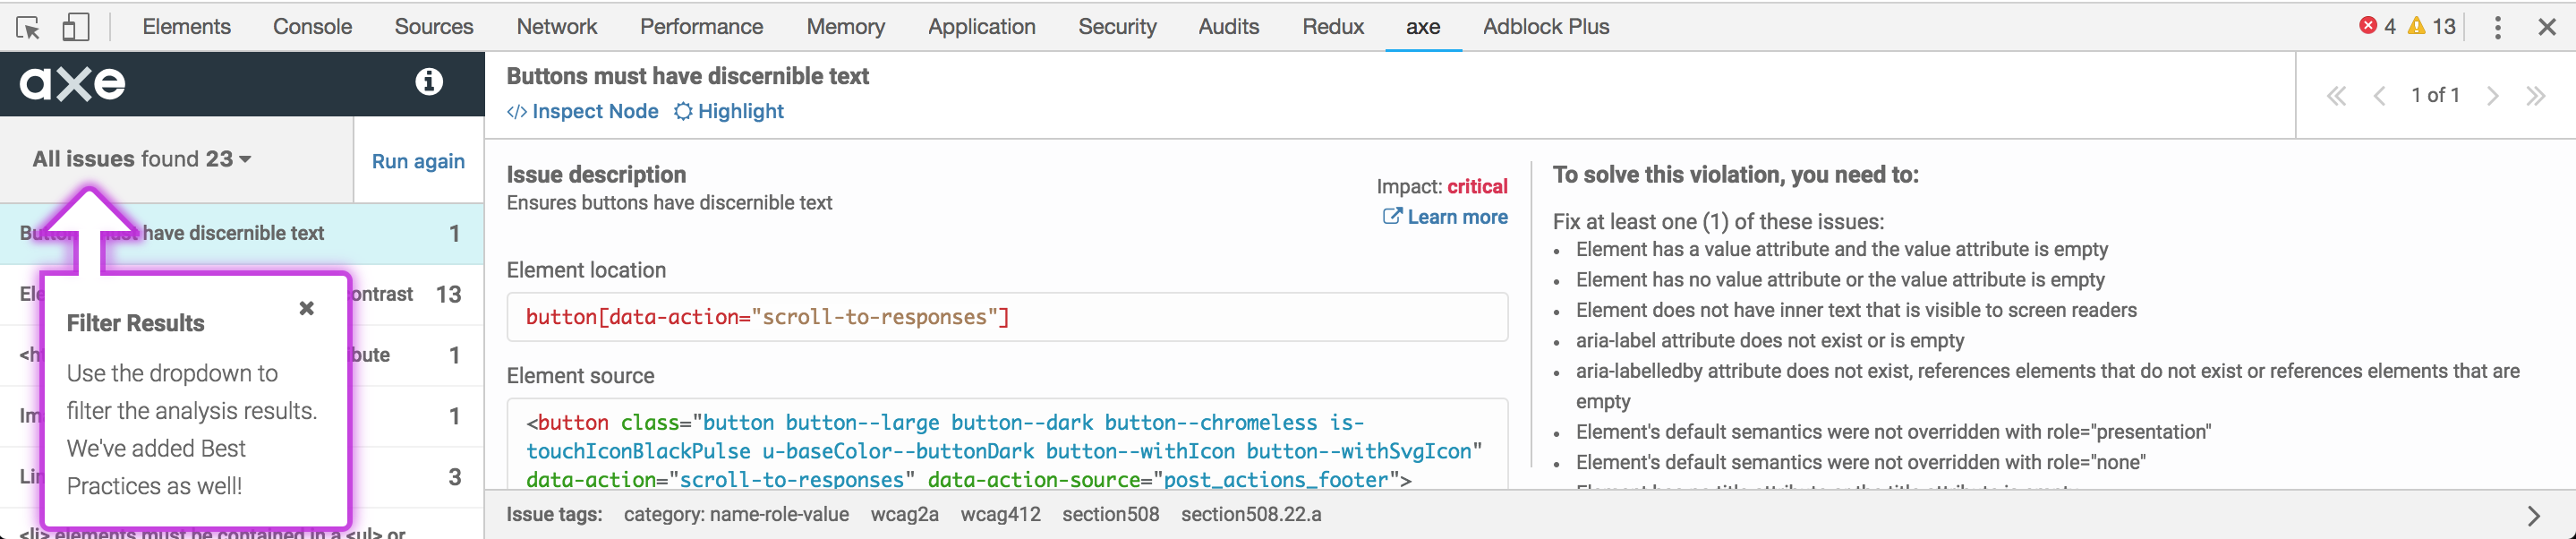 Elements Console Sources Network Performance Memory Application Security Audits Redux axe Adblock Plus 4 13
axe
All issues found 23
Run again
have discernible text 1
13
1
1
3
<li> elements must be contained in a <ul> or
Filter Results
Use the dropdown to
filter the analysis results.
We've added Best
Practices as well!
Buttons must have discernible text
</> Inspect Node Highlight
1 of 1
Issue description
Ensures buttons have discernible text
Impact: critical
Learn more
Element location
button[data-action="scroll-to-responses"]
Element source
<button class="button button--large button--dark button--chromeless is-
touchIconBlackPulse u-baseColor--buttonDark button--withIcon button--withSvgIcon"
data-action="scroll-to-responses" data-action-source="post_actions_footer">
To solve this violation, you need to:
Fix at least one (1) of these issues:
• Element has a value attribute and the value attribute is empty
• Element has no value attribute or the value attribute is empty
• Element does not have inner text that is visible to screen readers
• aria-label attribute does not exist or is empty
• aria-labelledby attribute does not exist, references elements that do not exist or references elements that are
empty
• Element's default semantics were not overridden with role="presentation"
• Element's default semantics were not overridden with role="none"
Issue tags: category: name-role-value wcag2a wcag412 section508 section508.22.a